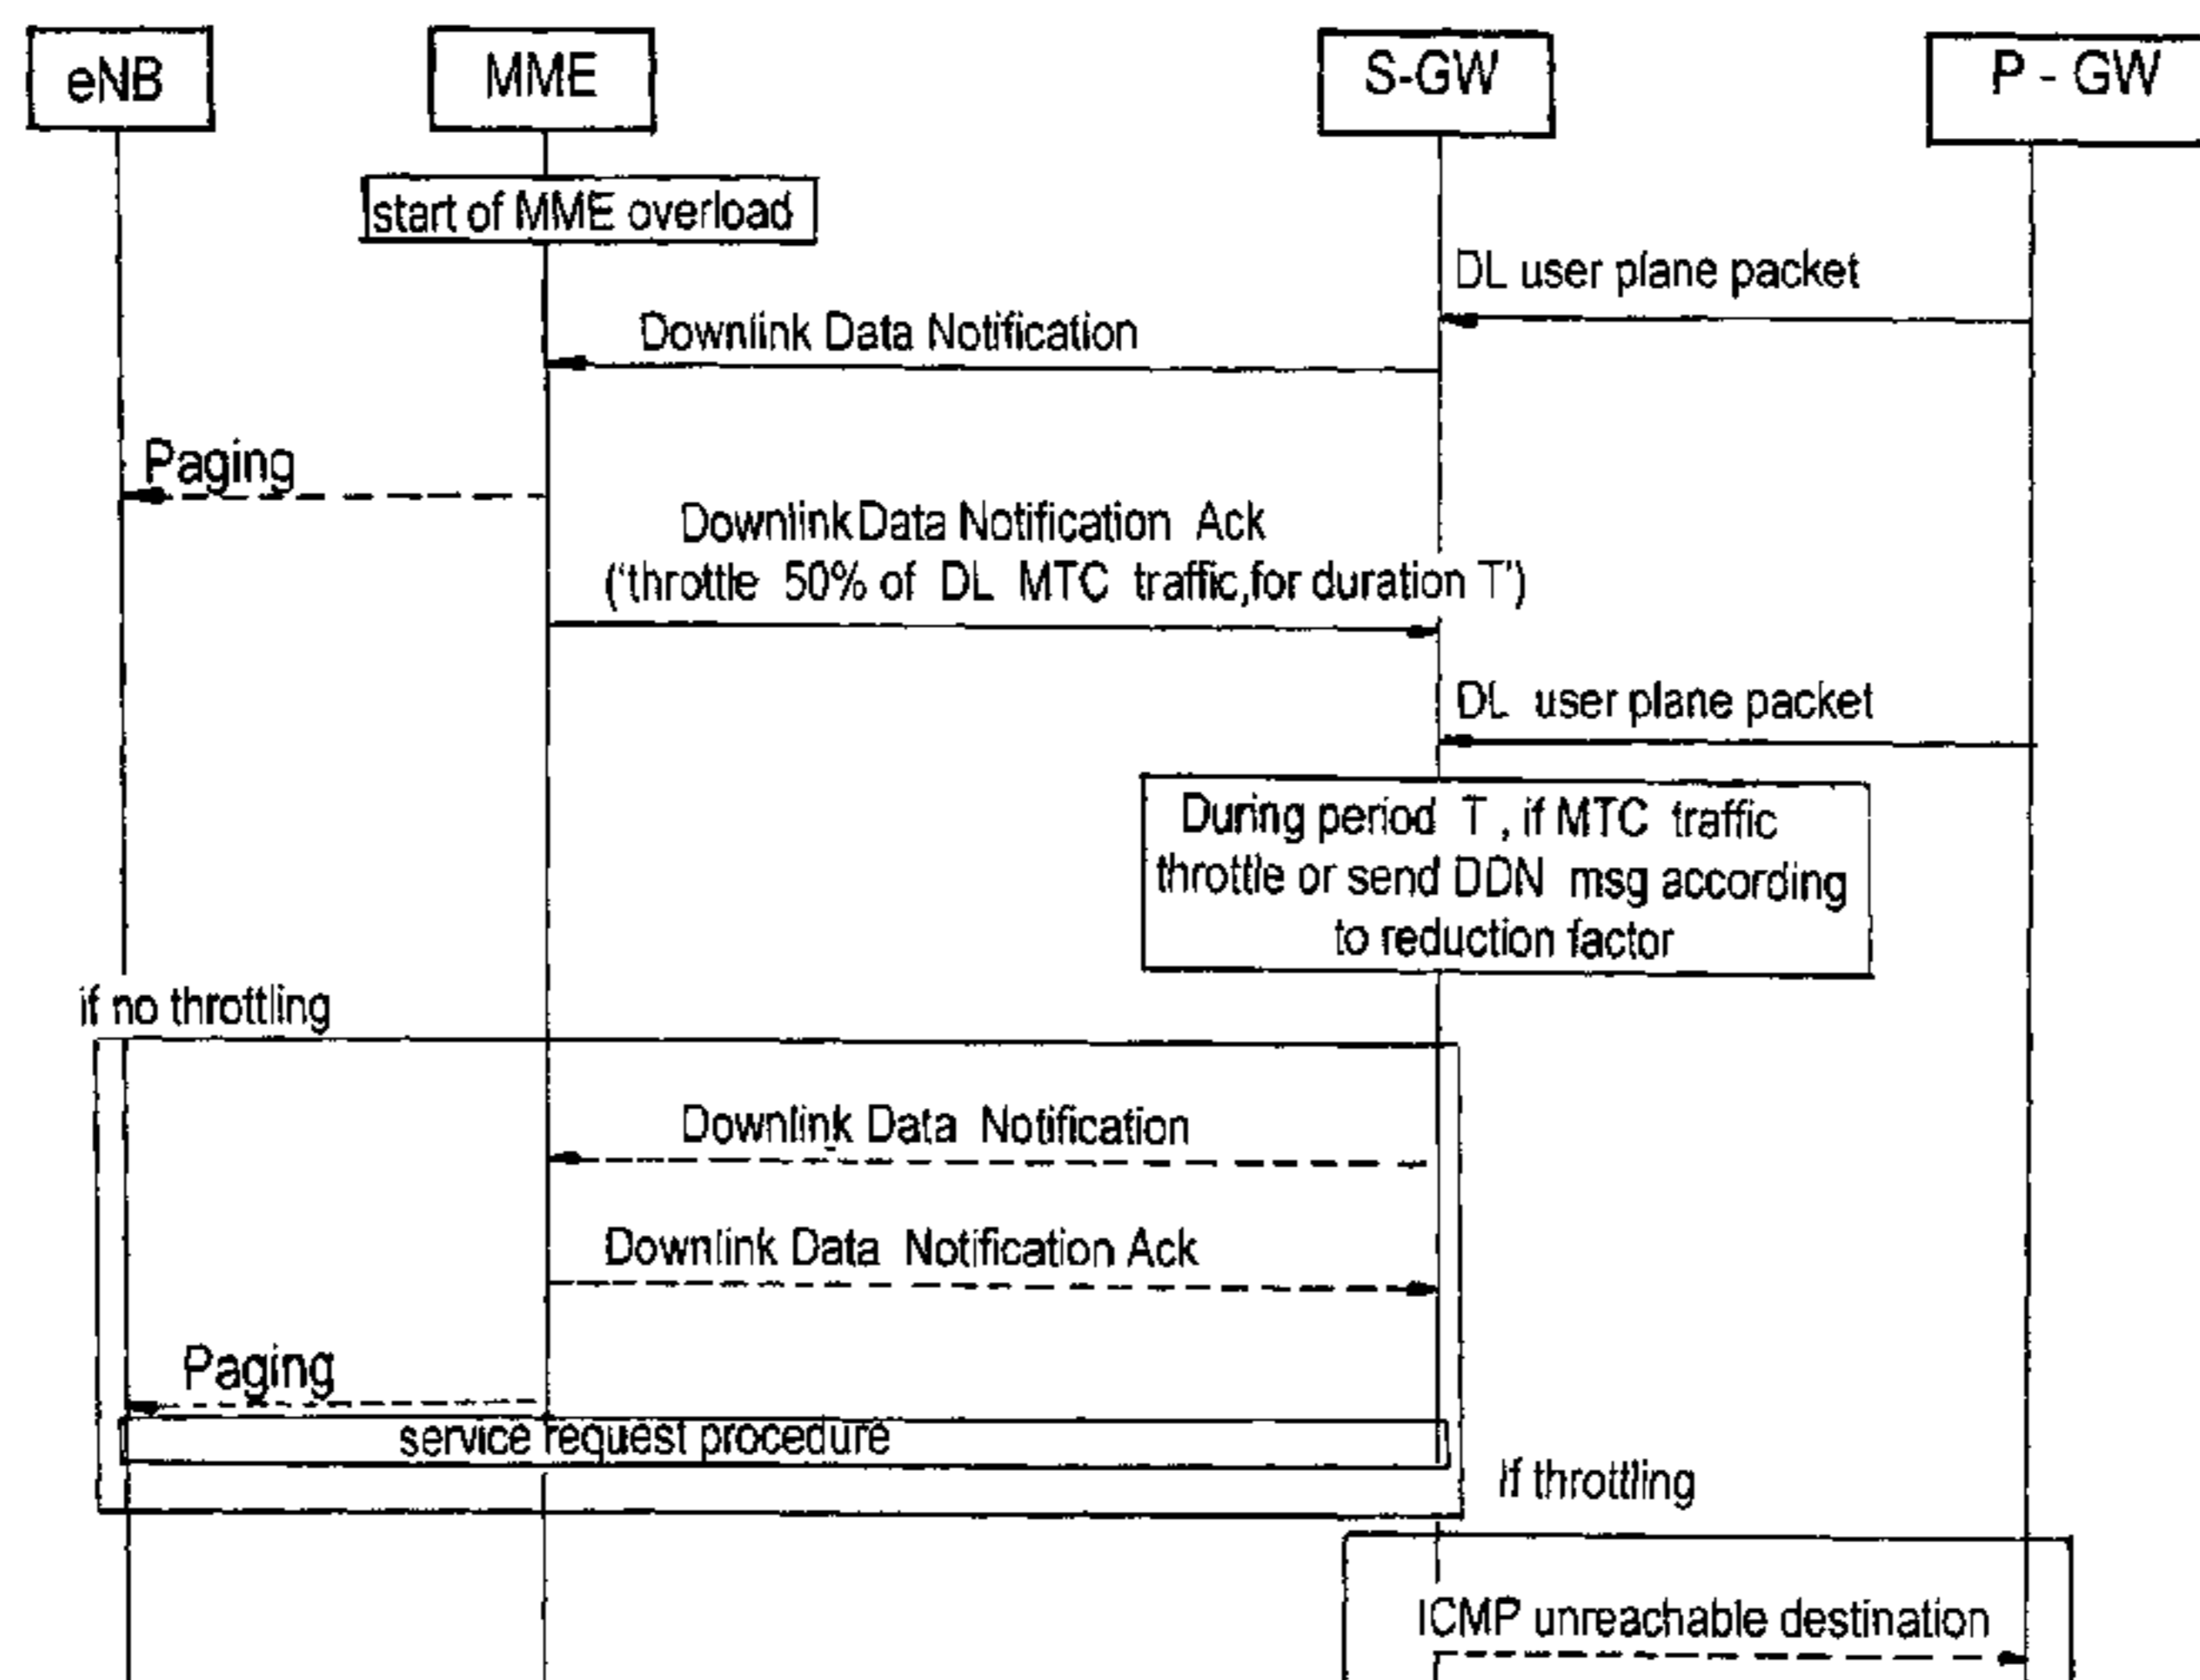 eNB
MME
S-GW
P - GW
start of MME overload
DL user plane packet
Downlink Data Notification
Paging
Downlink Data Notification Ack
('throttle 50% of DL MTC traffic,for duration T')
DL user plane packet
During period T , if MTC traffic
throttle or send DDN msg according
to reduction factor
if no throttling
Downlink Data Notification
Downlink Data Notification Ack
Paging
service request procedure
if throttling
ICMP unreachable destination